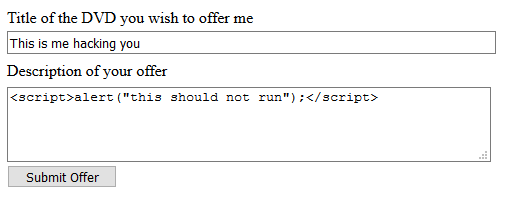 Title of the DVD you wish to offer me
This is me hacking you
Description of your offer
<script>alert("this should not run");</script>
Submit Offer